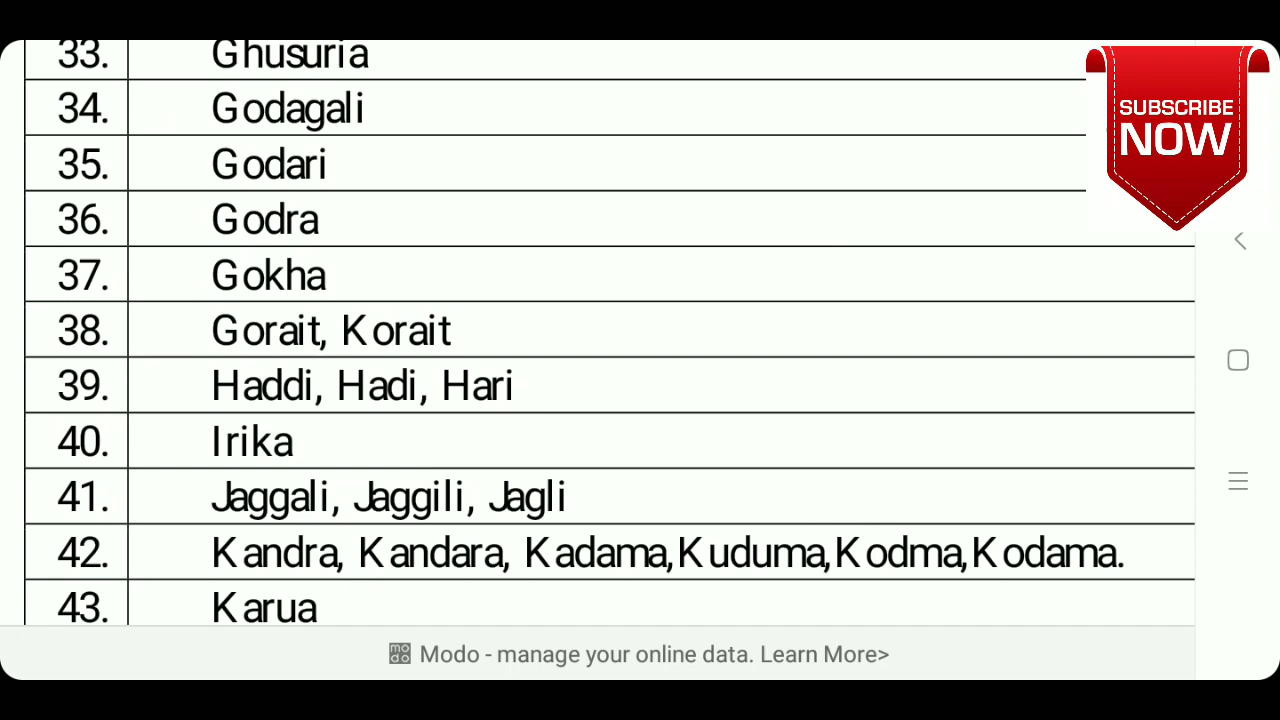 33. Ghusuria
34. Godagali
35. Godari
36. Godra
37. Gokha
38. Gorait, Korait
39. Haddi, Hadi, Hari
40. Irika
41. Jaggali, Jaggili, Jagli
42. Kandra, Kandara, Kadama,Kuduma,Kodma,Kodama.
43. Karua
SUBSCRIBE
NOW
modo Modo - manage your online data. Learn More>